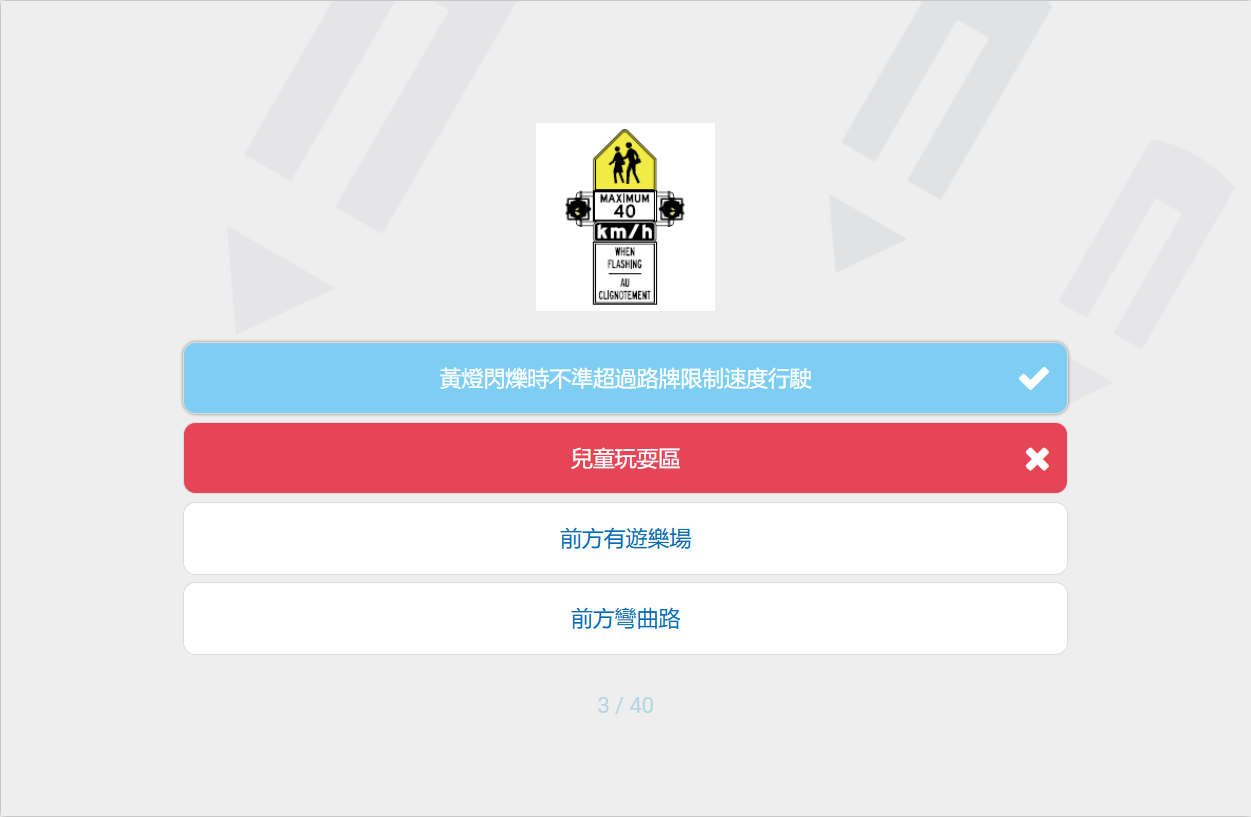 MAXIMUM
40
km/h
WHEN
FLASHING
AU
CLIGNOTEMENT
黃燈閃爍時不準超過路牌限制速度行駛
兒童玩耍區
前方有遊樂場
前方彎曲路
3 / 40